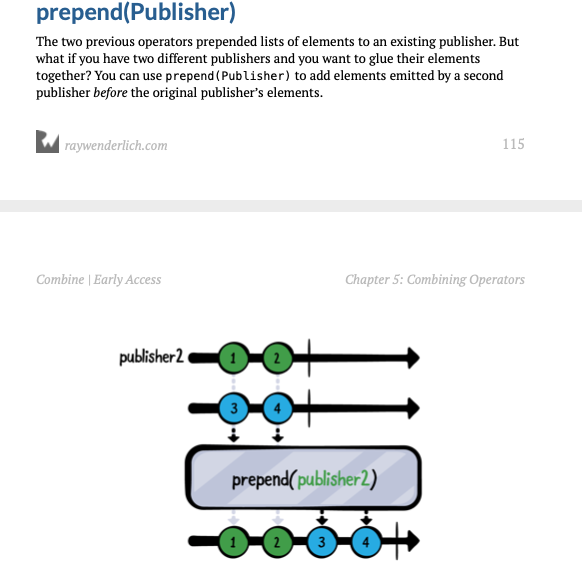 prepend(Publisher)
The two previous operators prepended lists of elements to an existing publisher. But
what if you have two different publishers and you want to glue their elements
together? You can use prepend(Publisher) to add elements emitted by a second
publisher before the original publisher’s elements.
raywenderlich.com 115
Combine | Early Access Chapter 5: Combining Operators
publisher2 1 2
3 4
prepend(publisher2)
1 2 3 4